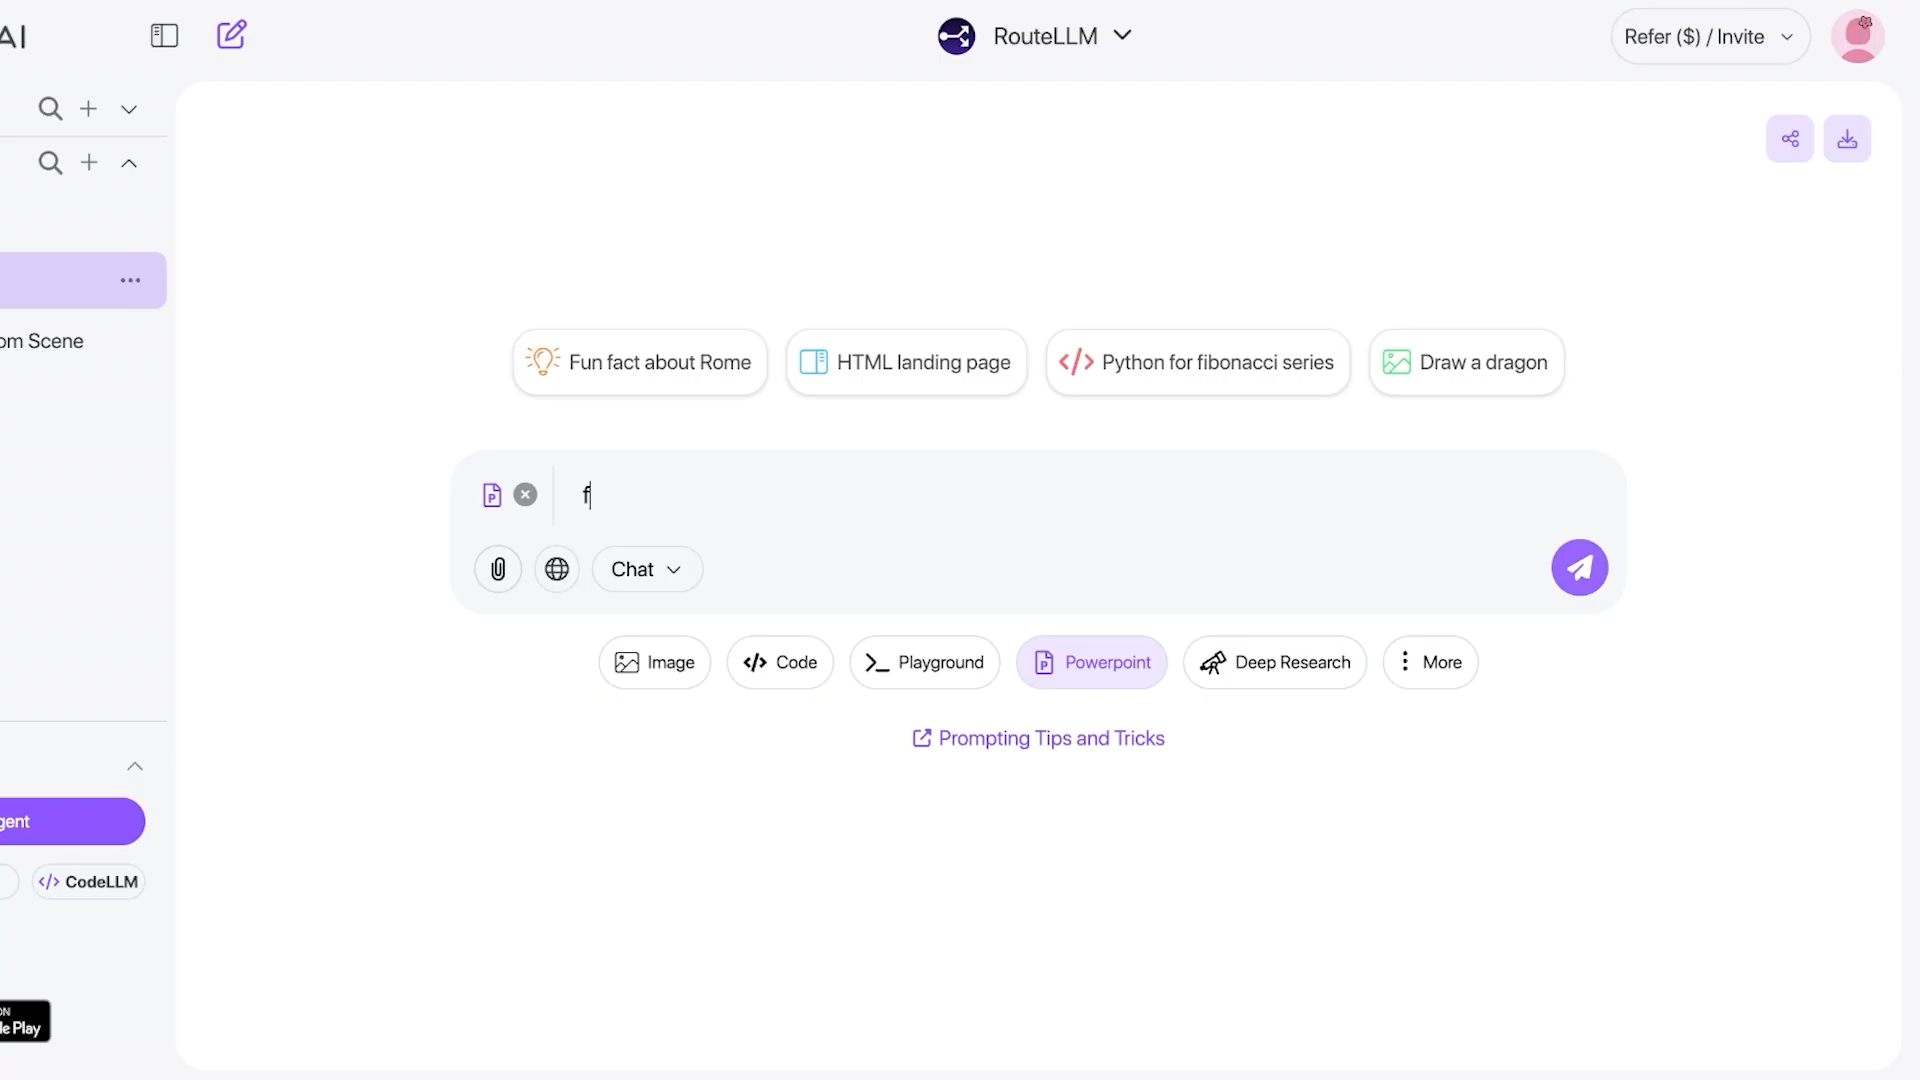 AI
RouteLLM
Refer ($) / Invite
om Scene
Fun fact about Rome
HTML landing page
Python for fibonacci series
Draw a dragon
f
Chat
Image
Code
Playground
Powerpoint
Deep Research
More
Prompting Tips and Tricks
gent
CodeLLM
ON
le Play